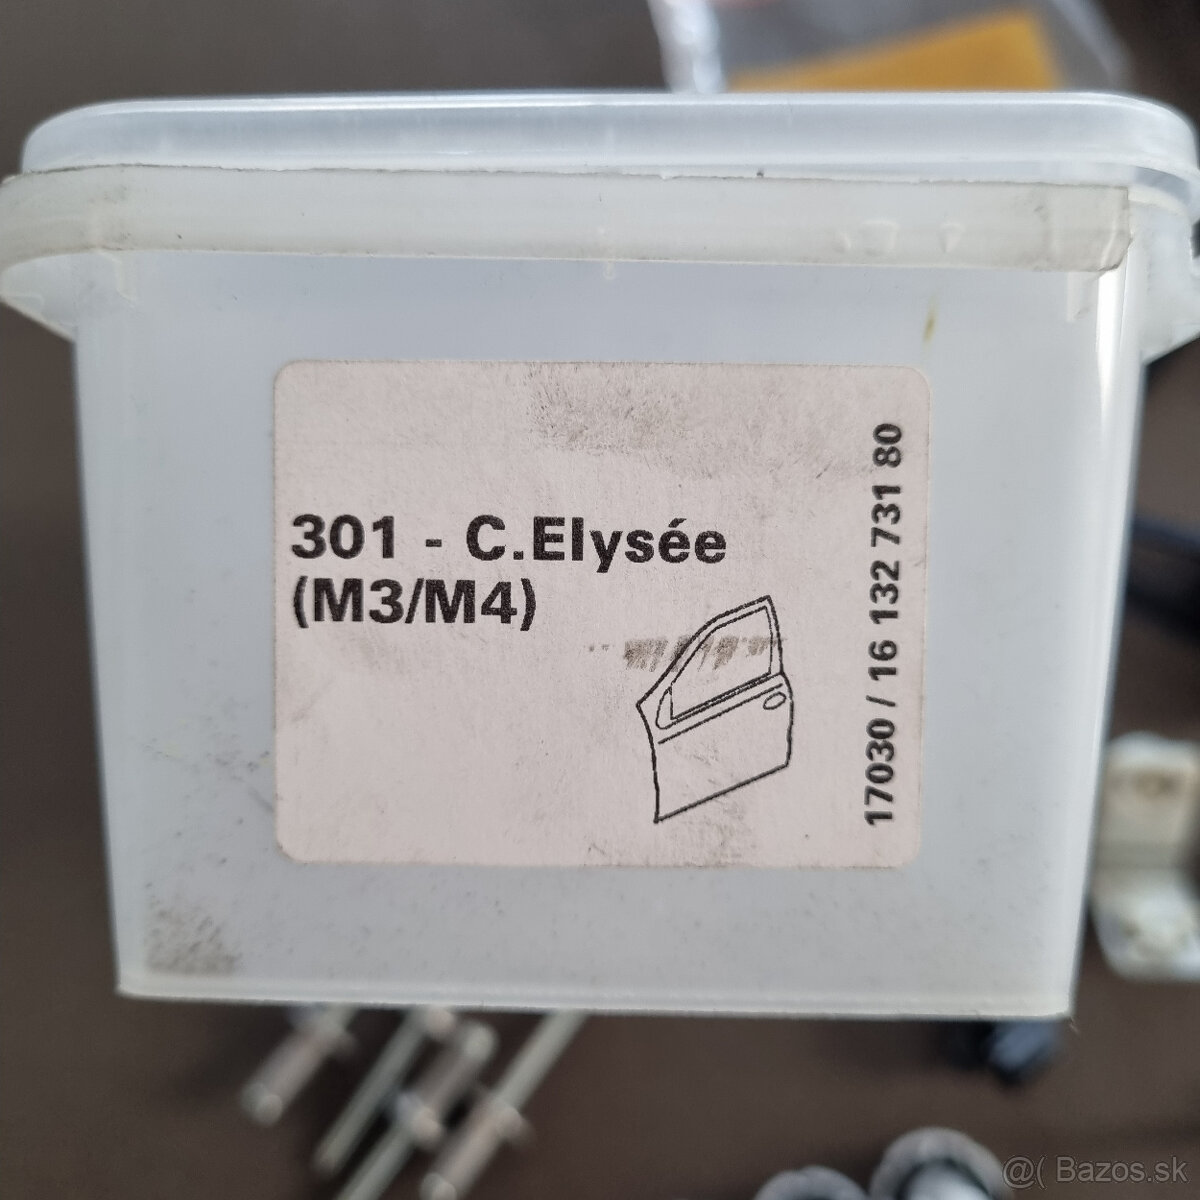 301 - C.Elysée
(M3/M4)
17030 / 16 132 731 80
@( Bazos.sk